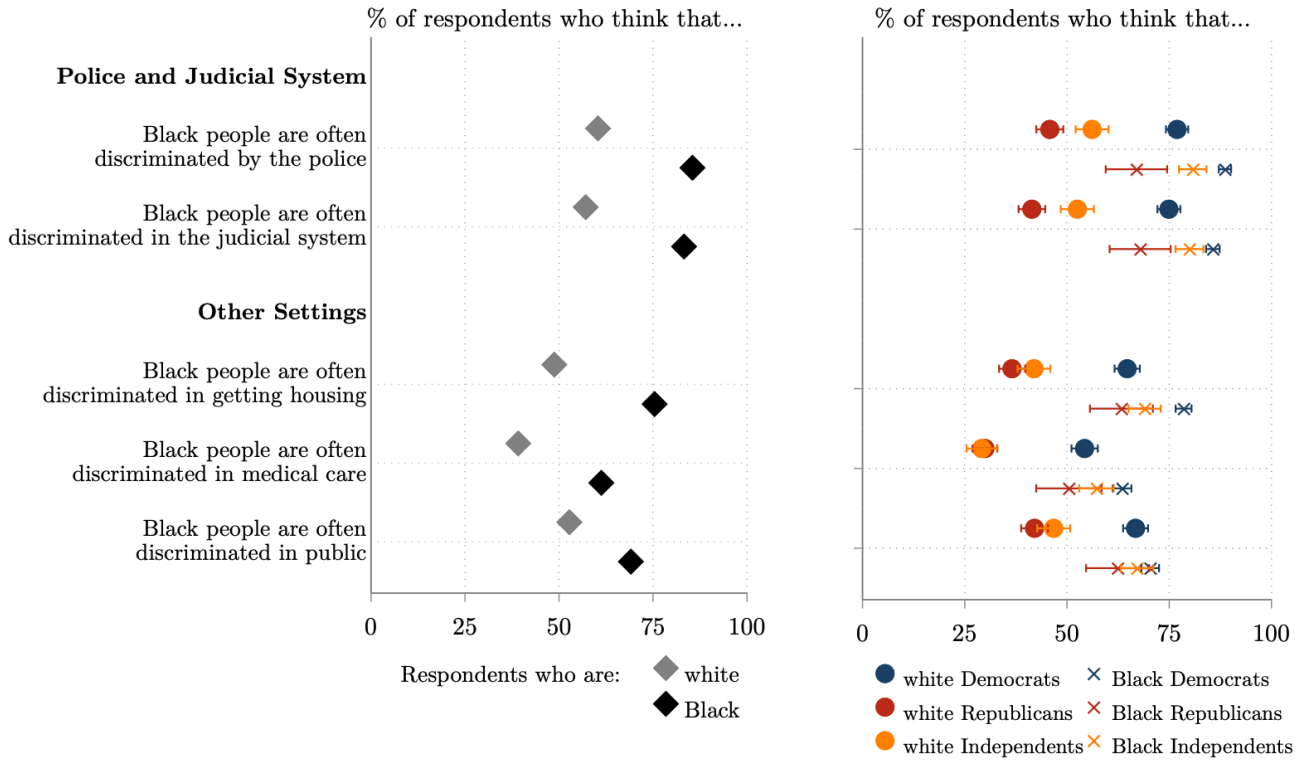 % of respondents who think that...
% of respondents who think that...
Police and Judicial System
Black people are often
discriminated by the police
Black people are often
discriminated in the judicial system
Other Settings
Black people are often
discriminated in getting housing
Black people are often
discriminated in medical care
Black people are often
discriminated in public
0 25 50 75 100
0 25 50 75 100
Respondents who are: white
Black
white Democrats Black Democrats
white Republicans Black Republicans
white Independents Black Independents